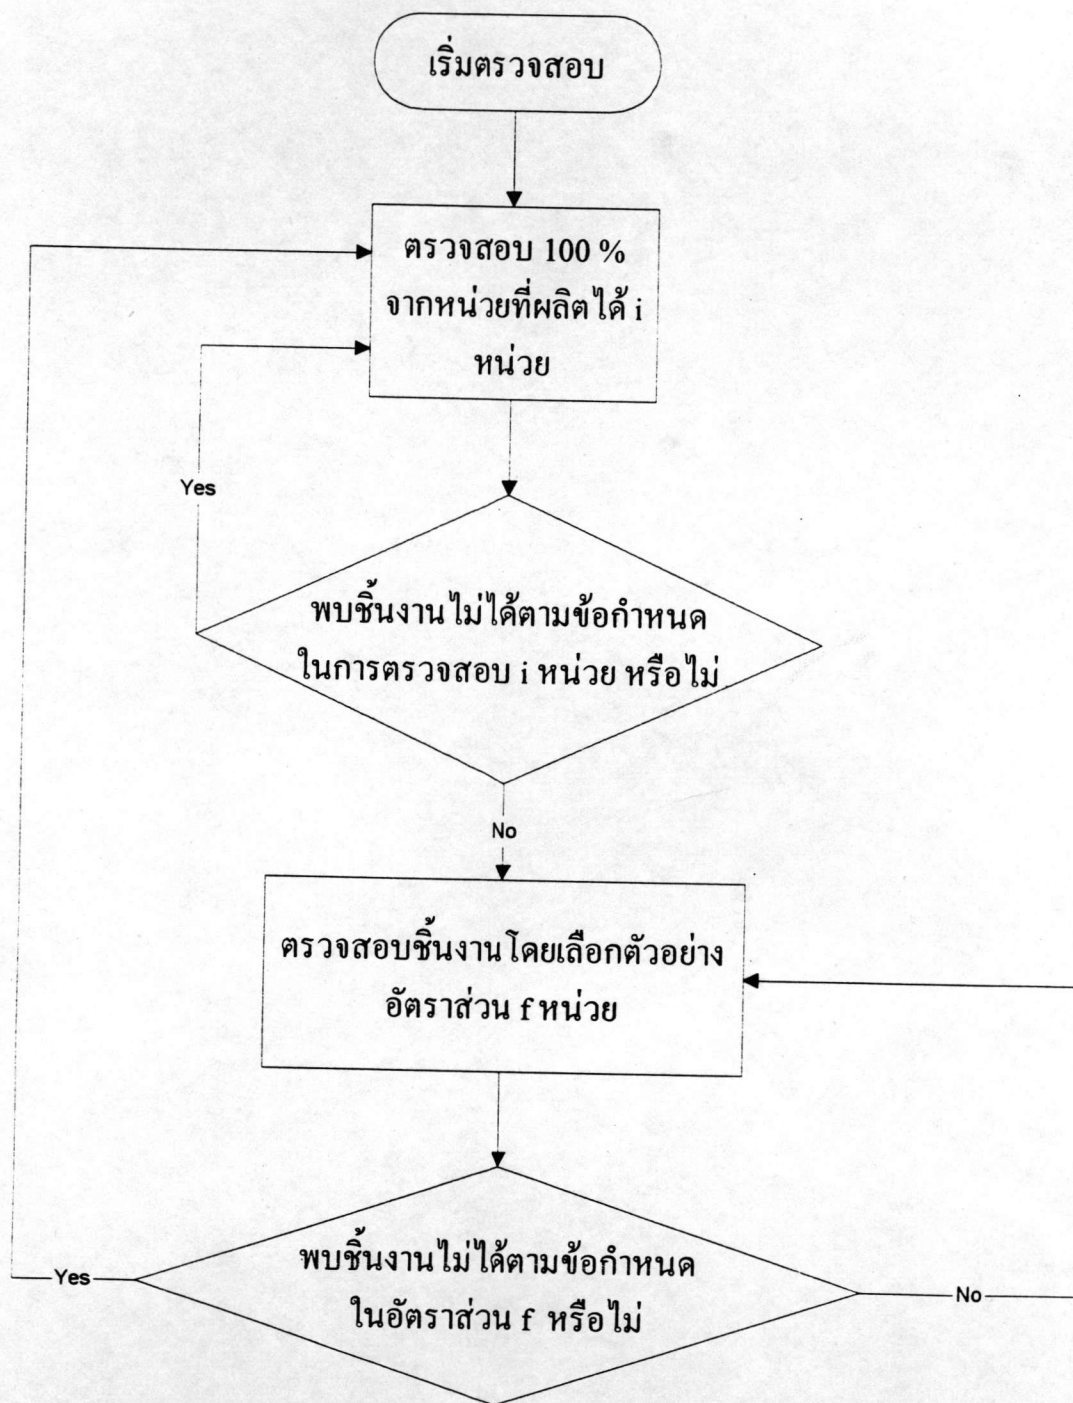 เริ่มตรวจสอบ
ตรวจสอบ 100 %
จากหน่วยที่ผลิตได้ i
หน่วย
Yes
พบชิ้นงานไม่ได้ตามข้อกำหนด
ในการตรวจสอบ i หน่วย หรือไม่
No
ตรวจสอบชิ้นงานโดยเลือกตัวอย่าง
อัตราส่วน f หน่วย
พบชิ้นงานไม่ได้ตามข้อกำหนด
ในอัตราส่วน f หรือไม่
Yes
No